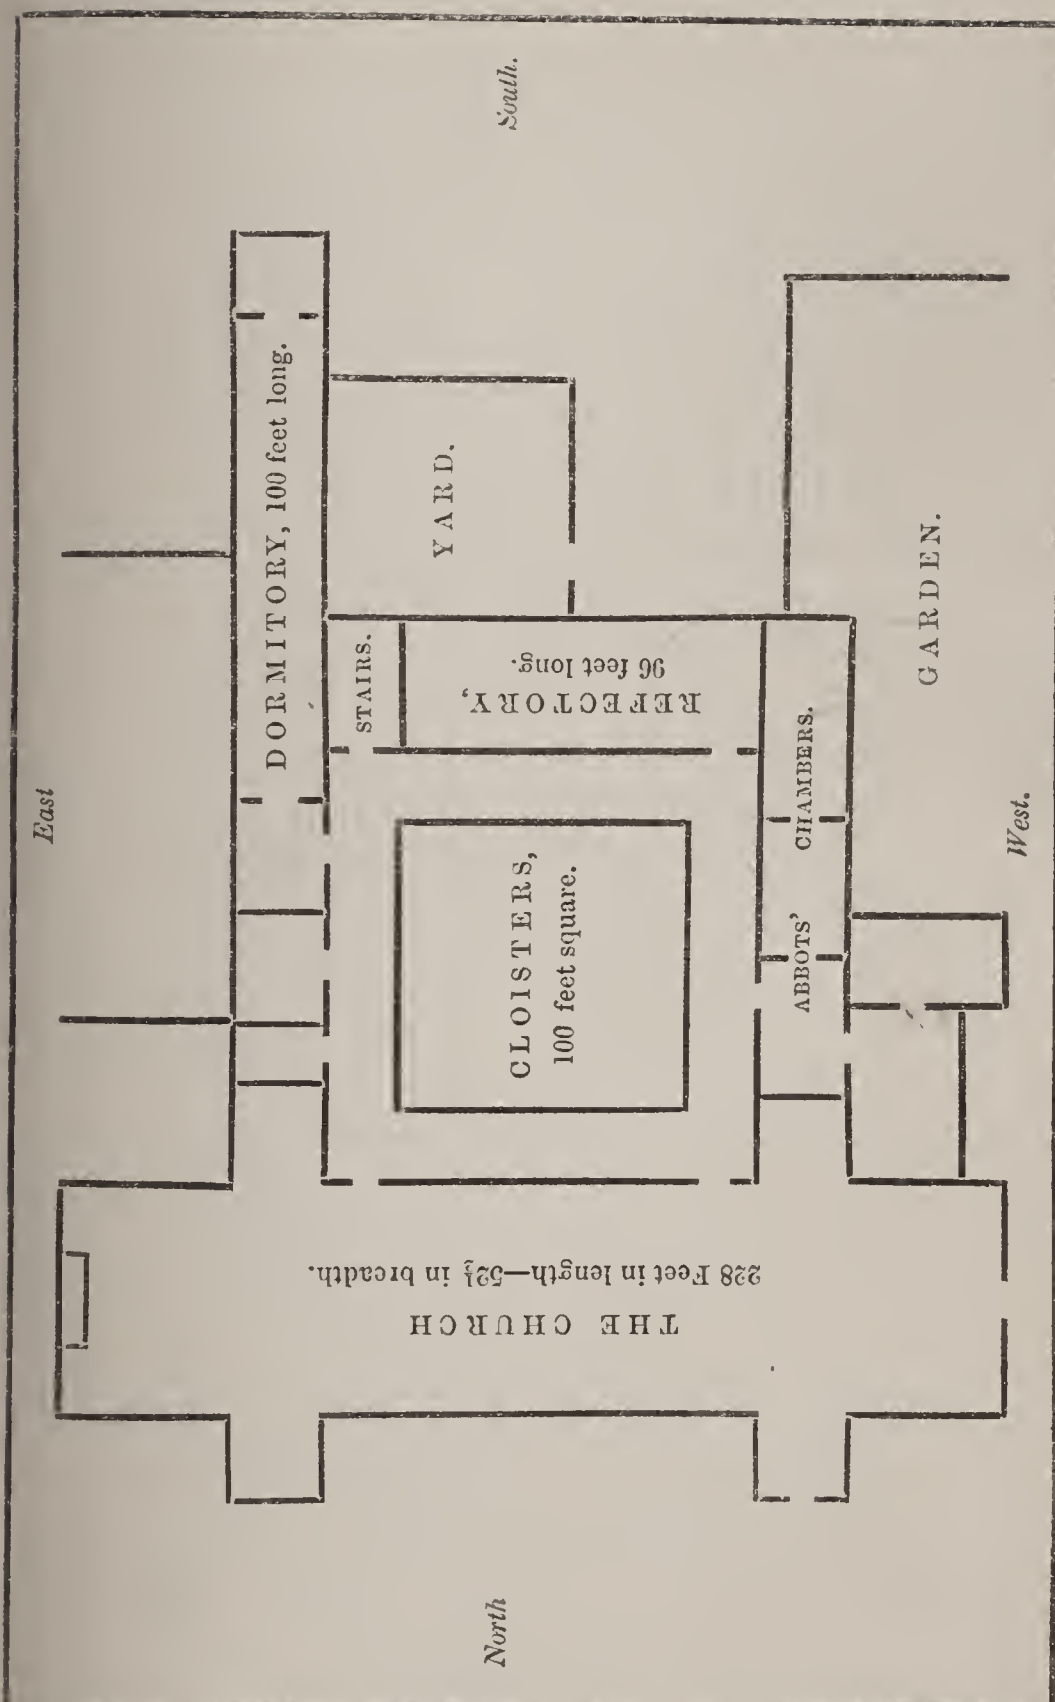 South.
East
DORMITORY, 100 feet long.
YARD.
STAIRS.
REFECTORY,
96 feet long.
GARDEN.
CLOISTERS,
100 feet square.
ABBOTS' CHAMBERS.
West.
THE CHURCH
228 Feet in length—52½ in breadth.
North